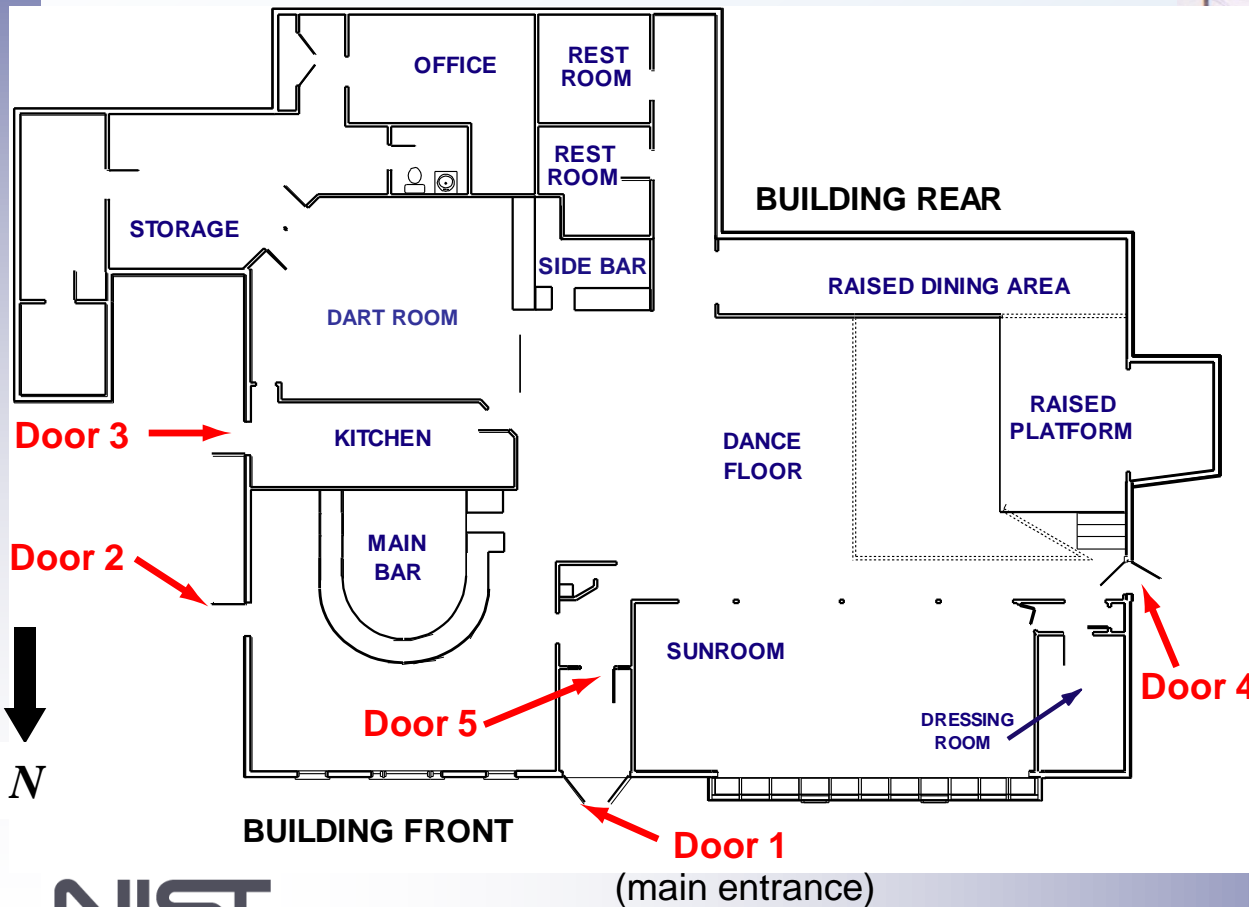 OFFICE
REST
ROOM
REST
ROOM
BUILDING REAR
STORAGE
SIDE BAR
RAISED DINING AREA
DART ROOM
RAISED
PLATFORM
Door 3
KITCHEN
DANCE
FLOOR
Door 2
MAIN
BAR
SUNROOM
Door 4
Door 5
DRESSING
ROOM
N
BUILDING FRONT
Door 1
(main entrance)
NIST